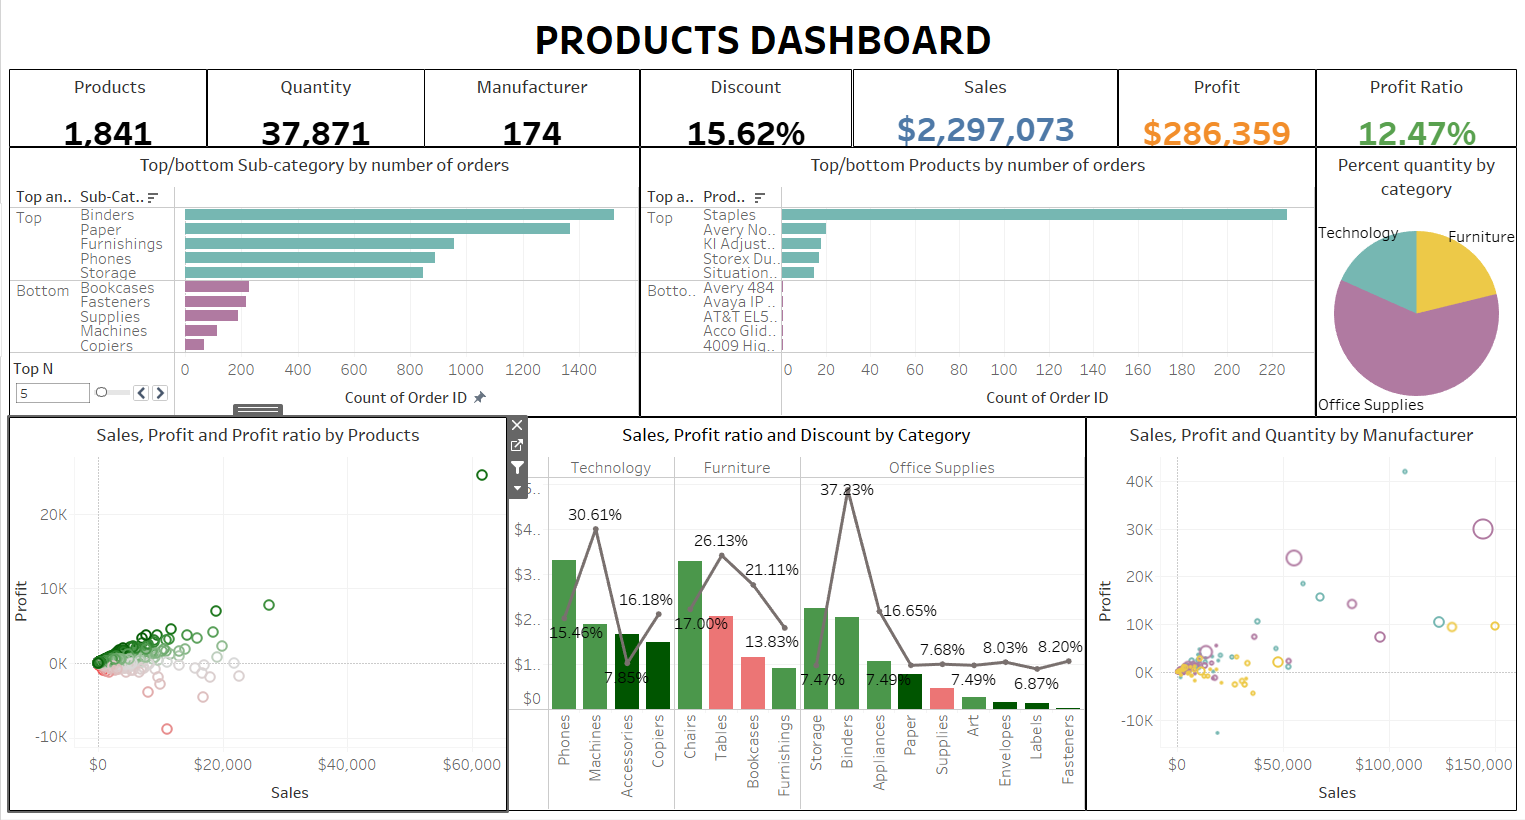 PRODUCTS DASHBOARD
Products
Quantity
Manufacturer
Discount
Sales
Profit
Profit Ratio
1,841
37,871
174
15.62%
$2,297,073
$286,359
12.47%
Top/bottom Sub-category by number of orders
Top an.. Sub-Cat..
Top
Binders
Paper
Furnishings
Phones
Storage
Bottom
Bookcases
Fasteners
Supplies
Machines
Copiers
Top N
5
0 200 400 600 800 1000 1200 1400
Count of Order ID
Top/bottom Products by number of orders
Top a.. Prod..
Top
Staples
Avery No..
KI Adjust..
Storex Du..
Situation..
Botto..
Avery 484
Avaya IP ..
AT&T EL5..
Acco Glid..
4009 Hig..
0 20 40 60 80 100 120 140 160 180 200 220
Count of Order ID
Percent quantity by
category
Technology
Furniture
Office Supplies
Sales, Profit and Profit ratio by Products
20K
10K
0K
-10K
Profit
$0 $20,000 $40,000 $60,000
Sales
Sales, Profit ratio and Discount by Category
Technology Furniture Office Supplies
5..
$4..
$3..
$2..
$1..
$0
15.46%
30.61%
7.85%
16.18%
17.00%
26.13%
21.11%
13.83%
7.47%
37.23%
16.65%
7.49%
7.68%
7.49%
8.03%
6.87%
8.20%
Phones
Machines
Accessories
Copiers
Chairs
Tables
Bookcases
Furnishings
Storage
Binders
Appliances
Paper
Supplies
Art
Envelopes
Labels
Fasteners
Sales, Profit and Quantity by Manufacturer
40K
30K
20K
10K
0K
-10K
Profit
$0 $50,000 $100,000 $150,000
Sales